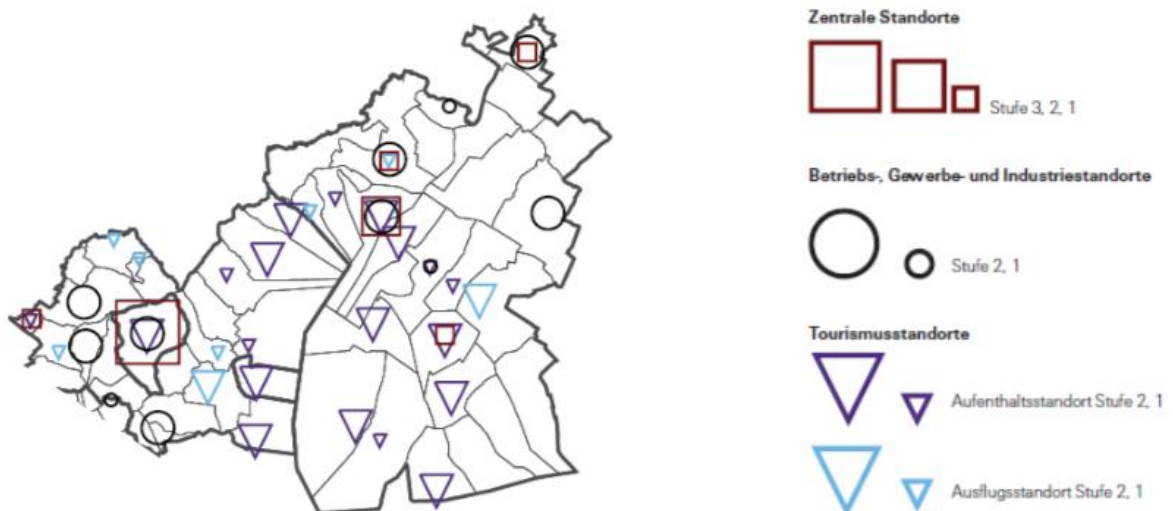 Zentrale Standorte
Stufe 3, 2, 1
Betriebs-, Gewerbe- und Industriestandorte
Stufe 2, 1
Tourismusstandorte
Aufenthaltsstandort Stufe 2, 1
Ausflugsstandort Stufe 2, 1